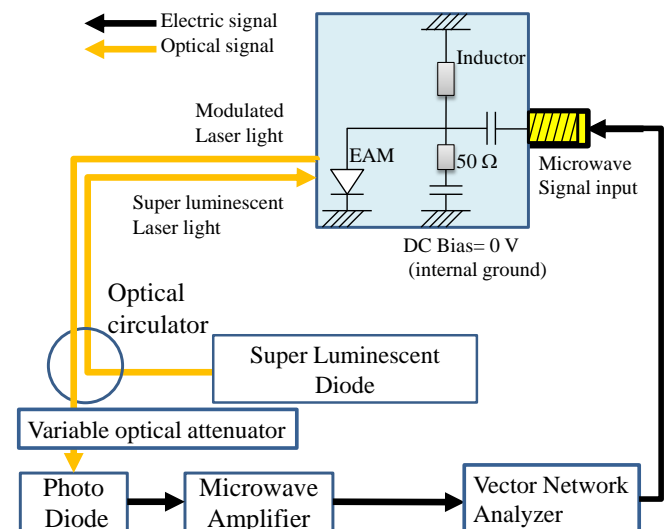 Electric signal
Optical signal
Inductor
Modulated
Laser light
EAM
50 Ω
Microwave
Signal input
Super luminescent
Laser light
DC Bias= 0 V
(internal ground)
Optical
circulator
Super Luminescent
Diode
Variable optical attenuator
Photo
Diode
Microwave
Amplifier
Vector Network
Analyzer